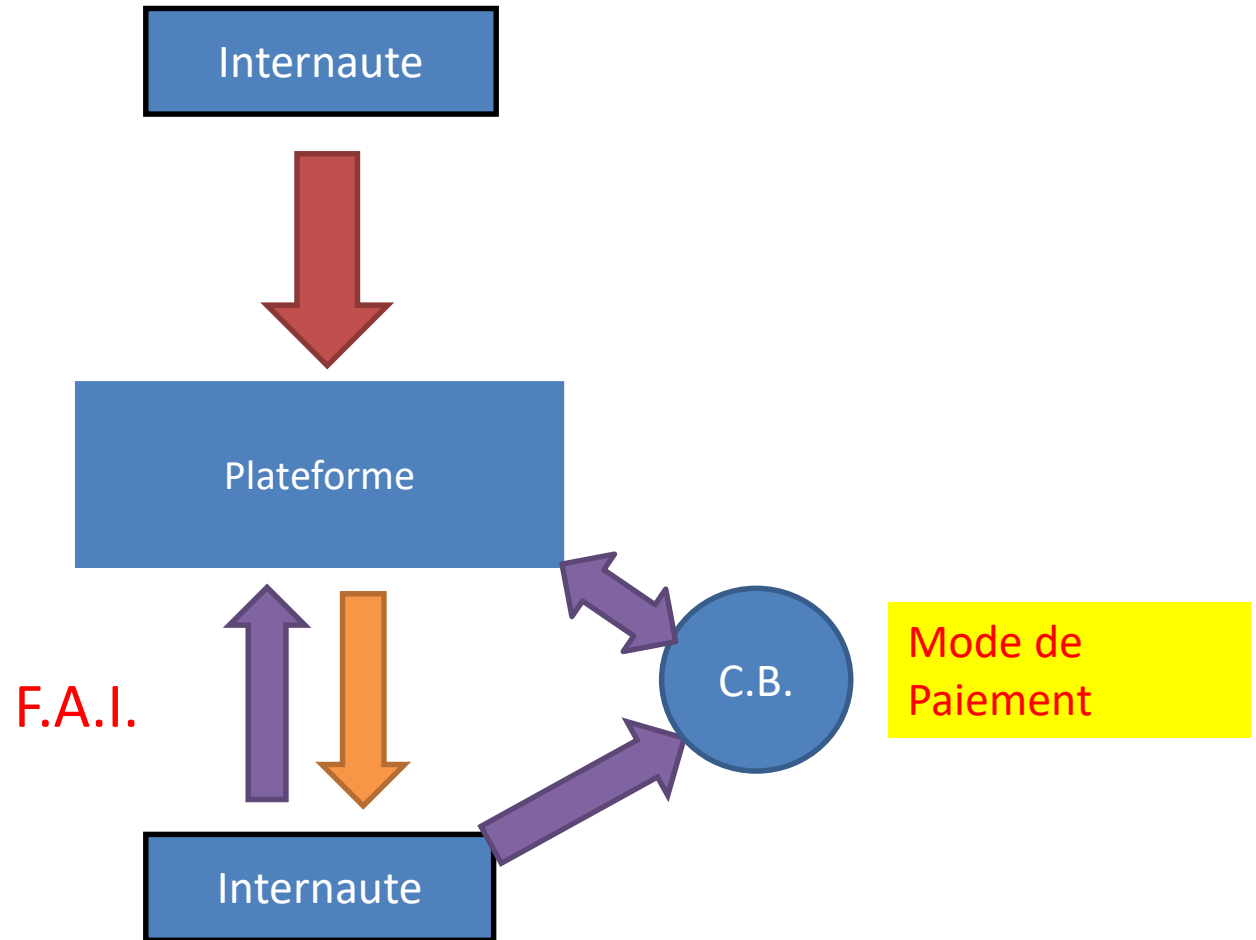 Internaute
Plateforme
C.B.
Mode de
Paiement
F.A.I.
Internaute